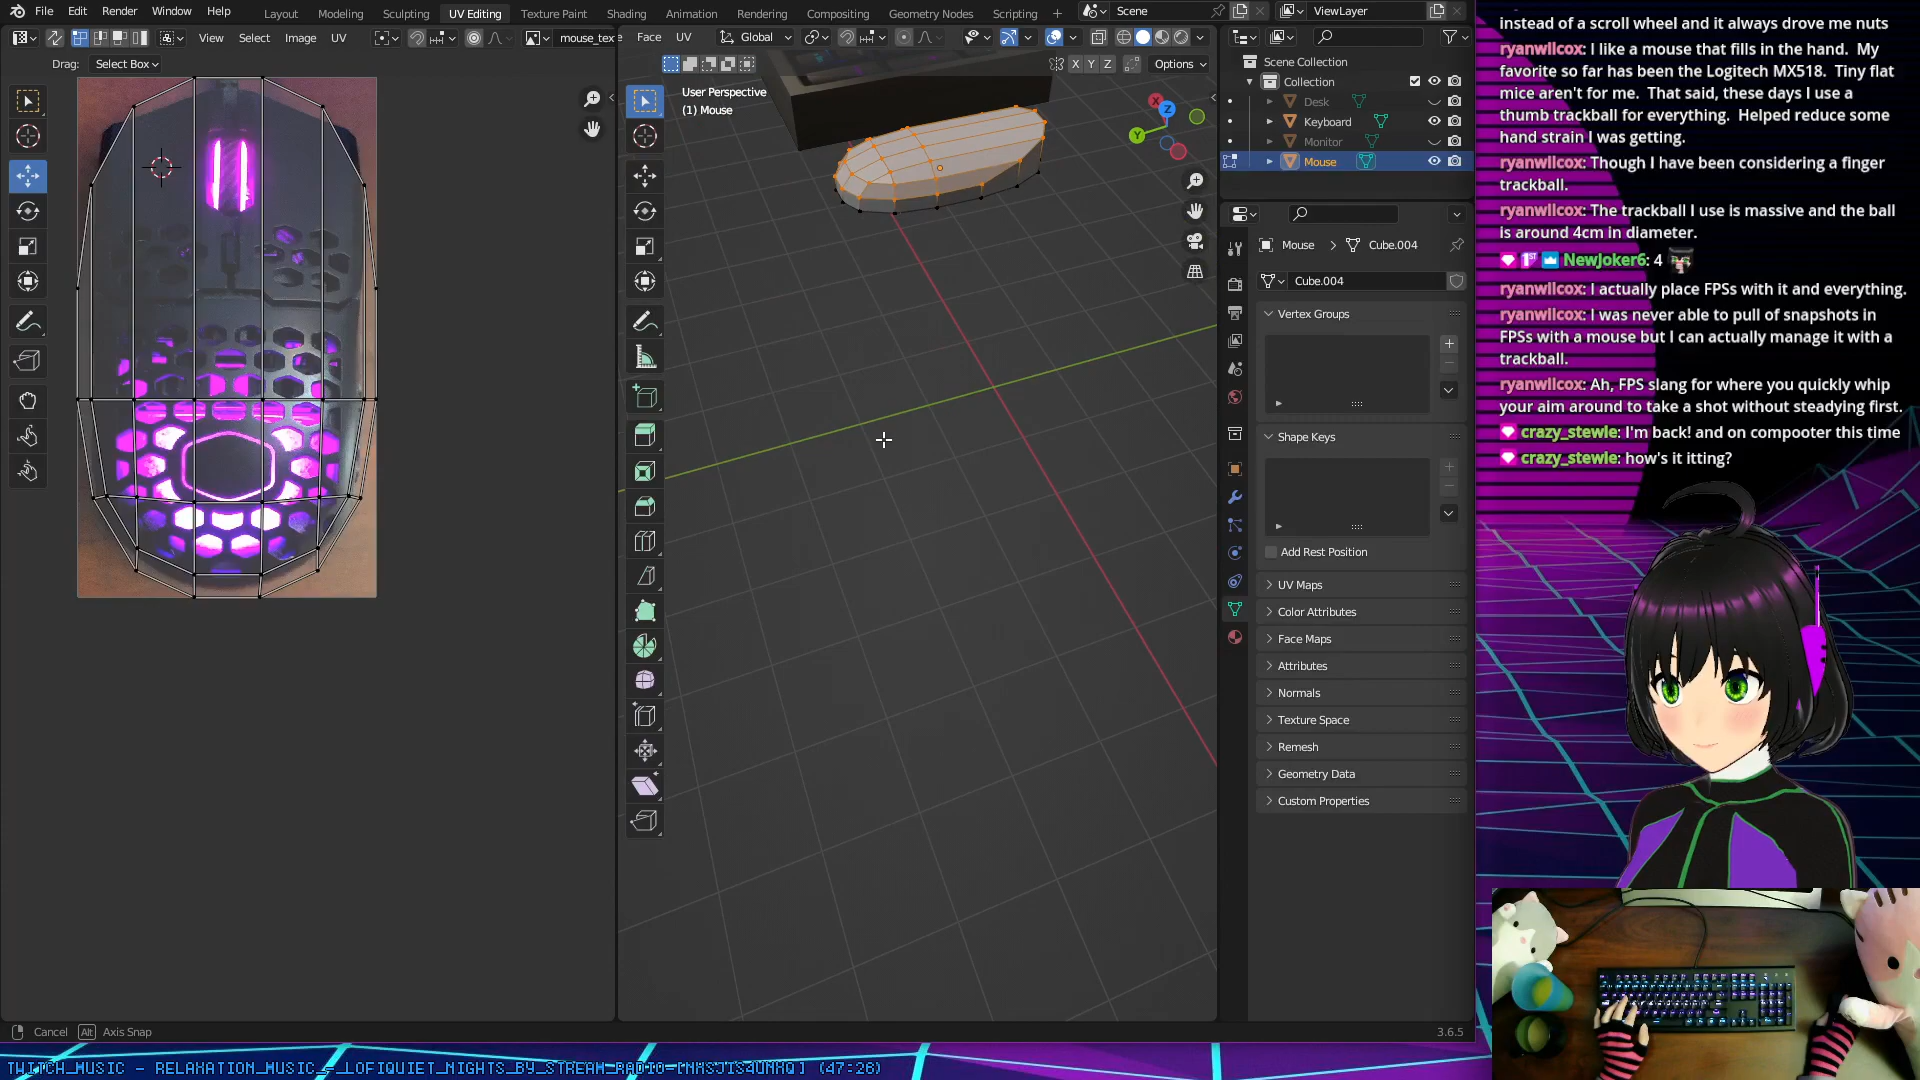 File Edit Render Window Help
Layout Modeling Sculpting UV Editing Texture Paint Shading Animation Rendering Compositing Geometry Nodes Scripting +
Scene
ViewLayer
View Select Image UV
mouse_tex
Face UV
Global
Drag: Select Box
X Y Z
Options
User Perspective
(1) Mouse
X
Z
Y
Scene Collection
Collection
Desk
Keyboard
Monitor
Mouse
Mouse > Cube.004
Cube.004
Vertex Groups
Shape Keys
Add Rest Position
UV Maps
Color Attributes
Face Maps
Attributes
Normals
Texture Space
Remesh
Geometry Data
Custom Properties
Cancel Alt Axis Snap
3.6.5
instead of a scroll wheel and it always drove me nuts
ryanwilcox: I like a mouse that fills in the hand. My
favorite so far has been the Logitech MX518. Tiny flat
mice aren't for me. That said, these days I use a
thumb trackball for everything. Helped reduce some
hand strain I was getting.
ryanwilcox: Though I have been considering a finger
trackball.
ryanwilcox: The trackball I use is massive and the ball
is around 4cm in diameter.
1ST NewJoker6: 4
ryanwilcox: I actually place FPSs with it and everything.
ryanwilcox: I was never able to pull of snapshots in
FPSs with a mouse but I can actually manage it with a
trackball.
ryanwilcox: Ah, FPS slang for where you quickly whip
your aim around to take a shot without steadying first.
crazy_stewie: I'm back! and on compooter this time
crazy_stewie: how's it itting?